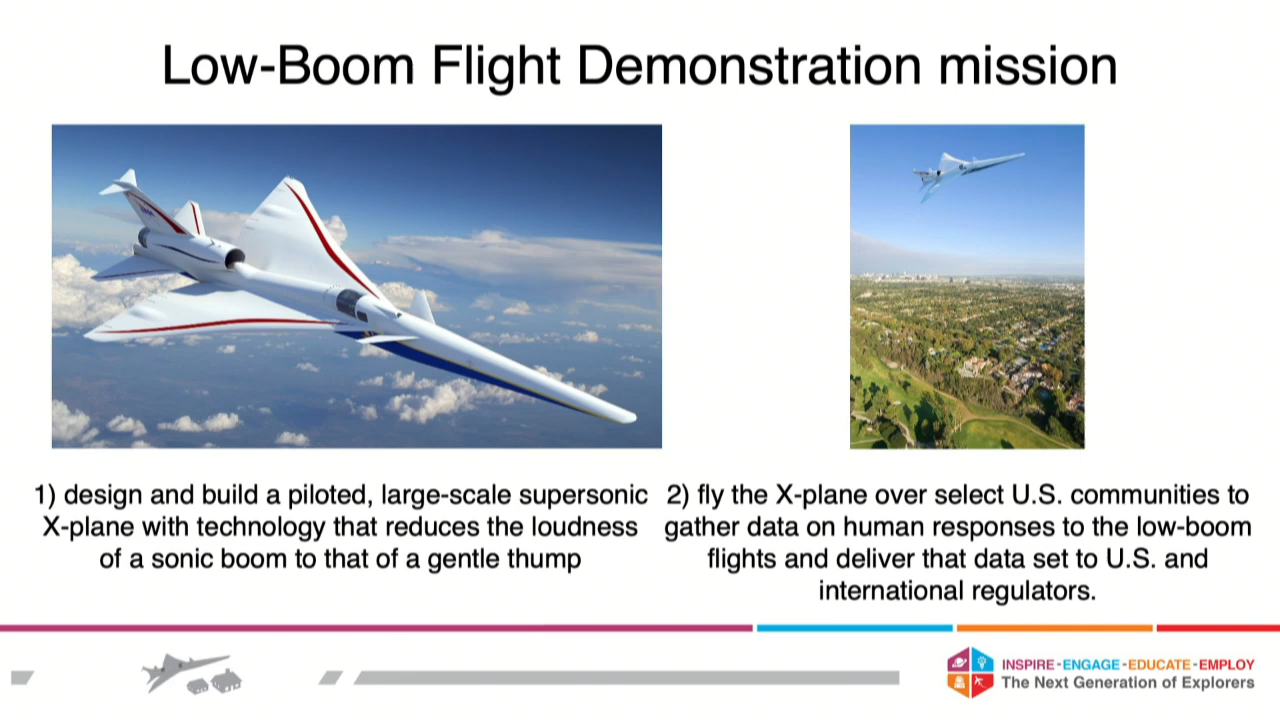 Low-Boom Flight Demonstration mission
1) design and build a piloted, large-scale supersonic
X-plane with technology that reduces the loudness
of a sonic boom to that of a gentle thump
2) fly the X-plane over select U.S. communities to
gather data on human responses to the low-boom
flights and deliver that data set to U.S. and
international regulators.
INSPIRE - ENGAGE - EDUCATE - EMPLOY
The Next Generation of Explorers